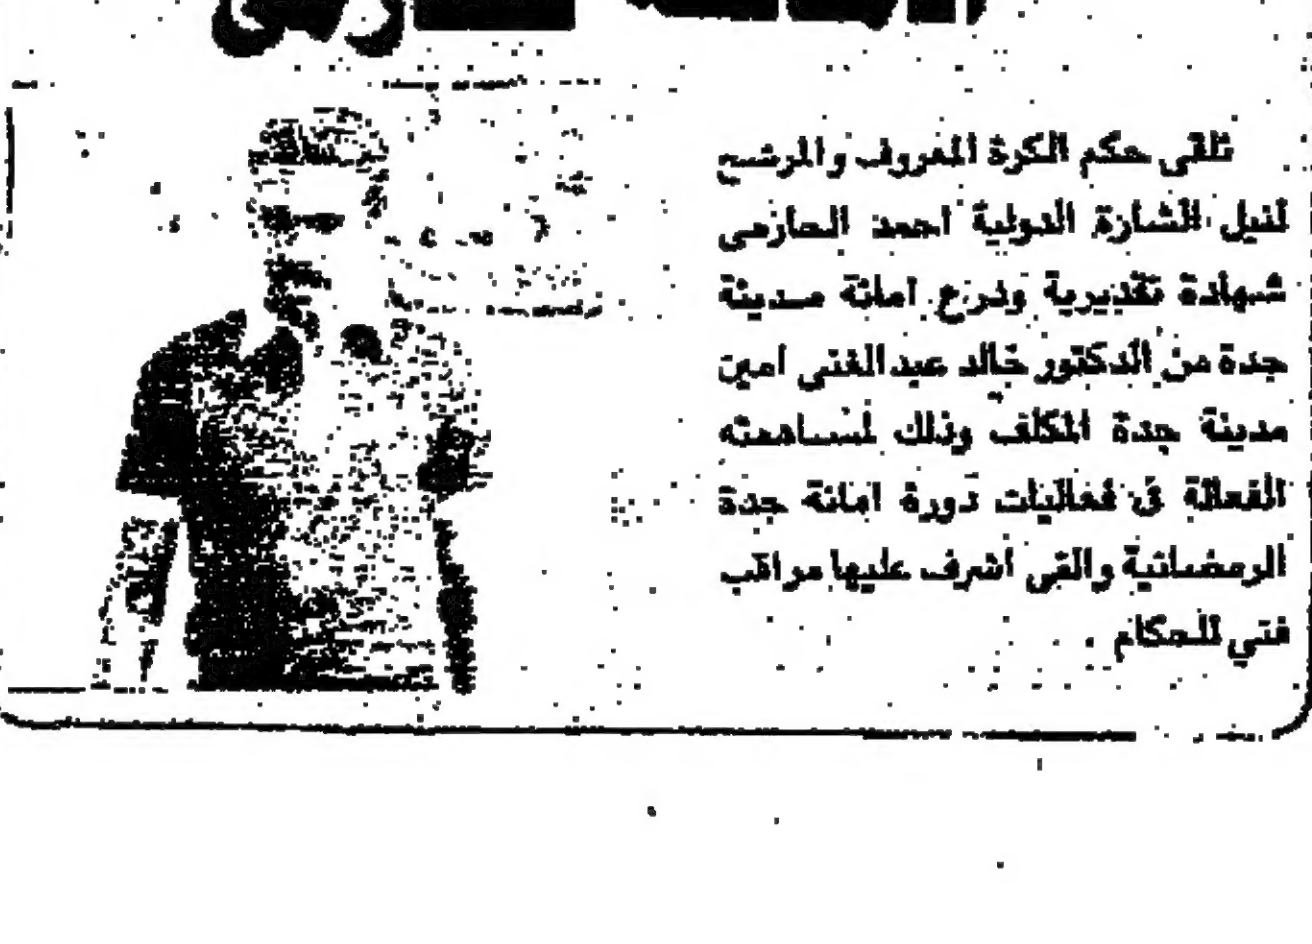 تلقى حكم الكرة المعروف والمرشح
لنيل الشارة الدولية احمد الحازمى
شهادة تقديرية ودرع امانة مدينة
جدة من الدكتور خالد عبدالغني امين
مدينة جدة المكلف وذلك لمساهمته
الفعالة في فعاليات دورة امانة جدة
الرمضانية والتي اشرف عليها مراقب
فني للحكام .